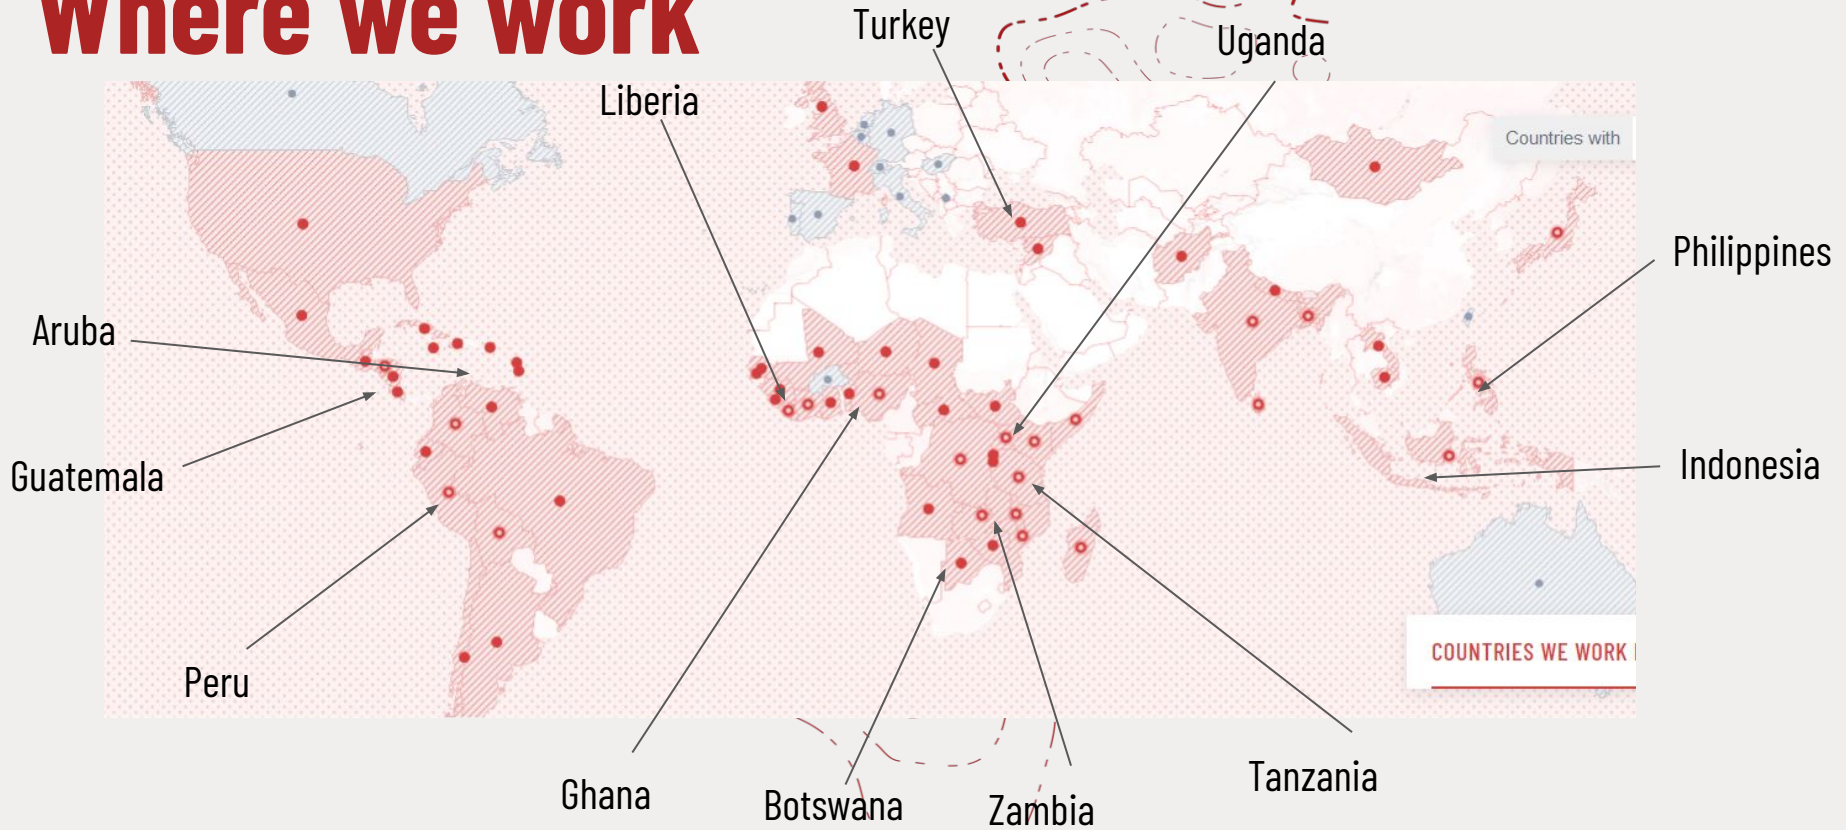 Where We Work
Turkey
Uganda
Liberia
Countries with
Philippines
Aruba
Guatemala
Indonesia
COUNTRIES WE WORK
Peru
Ghana
Botswana
Zambia
Tanzania